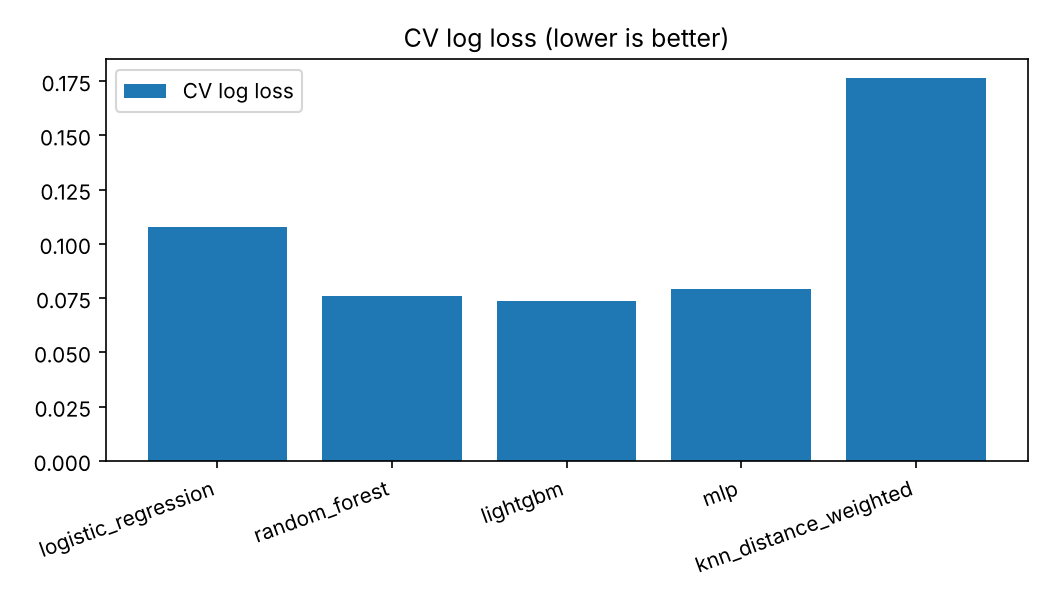 CV log loss (lower is better)
CV log loss
0.175
0.150
0.125
0.100
0.075
0.050
0.025
0.000
logistic_regression
random_forest
lightgbm
mlp
knn_distance_weighted